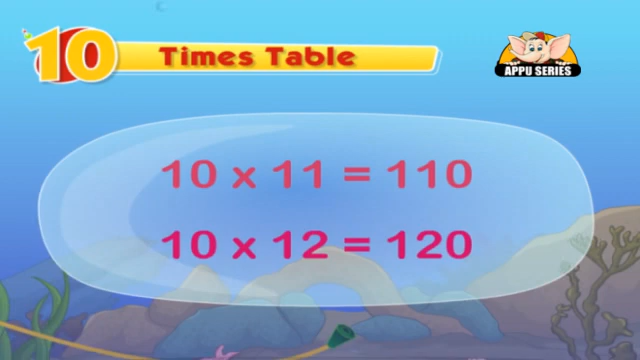 10 Times Table
APPU SERIES
10 x 11 = 110
10 x 12 = 120